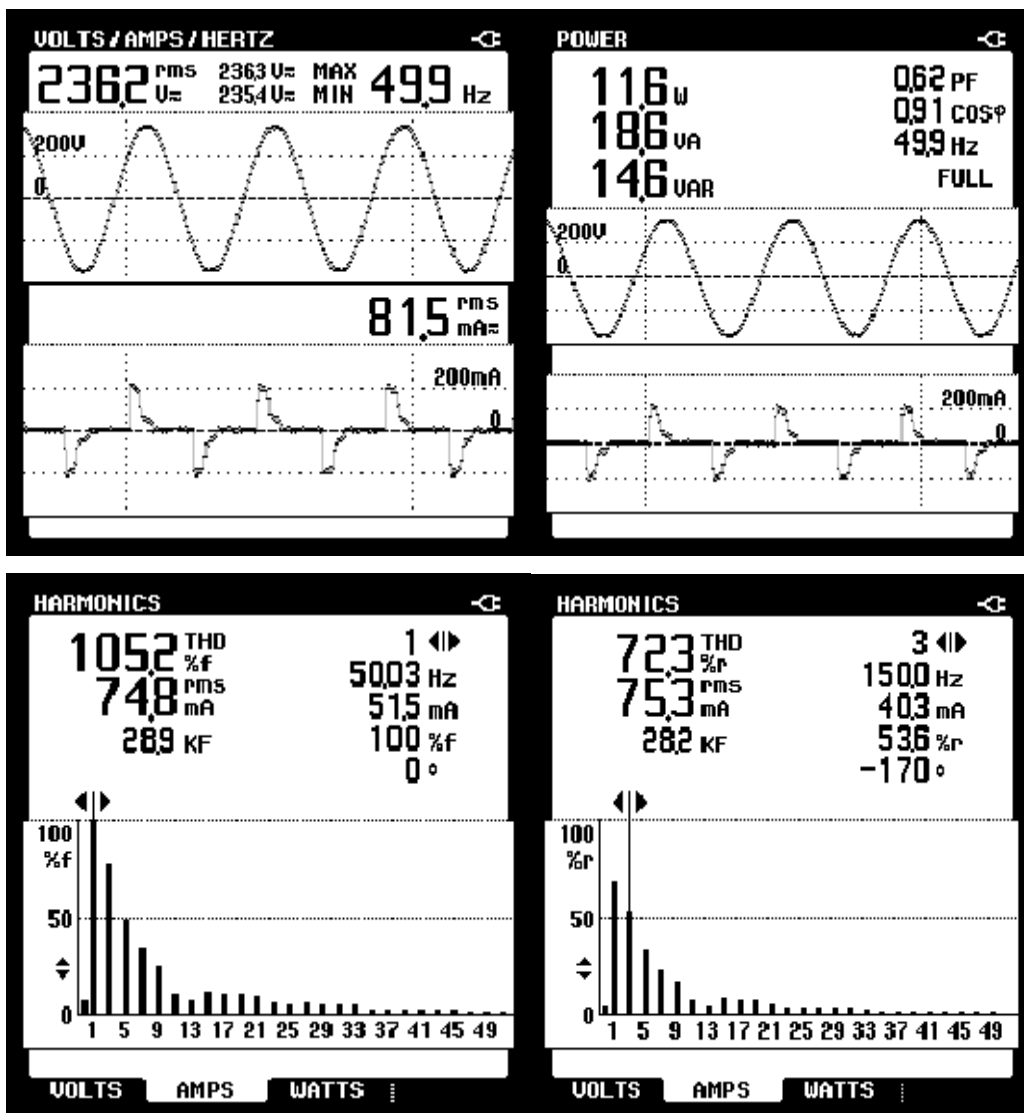 VOLTS/AMPS/HERTZ
236.2 rms V≂ 236.3 V≂ MAX 49.9 Hz
235.4 V≂ MIN
200V
0
81.5 rms mA≂
200mA
0
POWER
11.6 W 0.62 PF
18.6 VA 0.91 COSφ
14.6 VAR 49.9 Hz
FULL
200V
0
200mA
0
HARMONICS
105.2 THD %f 1
74.8 rms mA 50.03 Hz
51.5 mA
28.9 KF 100 %f
0 °
100
%f
50
0
1 5 9 13 17 21 25 29 33 37 41 45 49
VOLTS AMPS WATTS
HARMONICS
72.3 THD %r 3
75.3 rms mA 150.0 Hz
40.3 mA
28.2 KF 53.6 %r
-170 °
100
%r
50
0
1 5 9 13 17 21 25 29 33 37 41 45 49
VOLTS AMPS WATTS